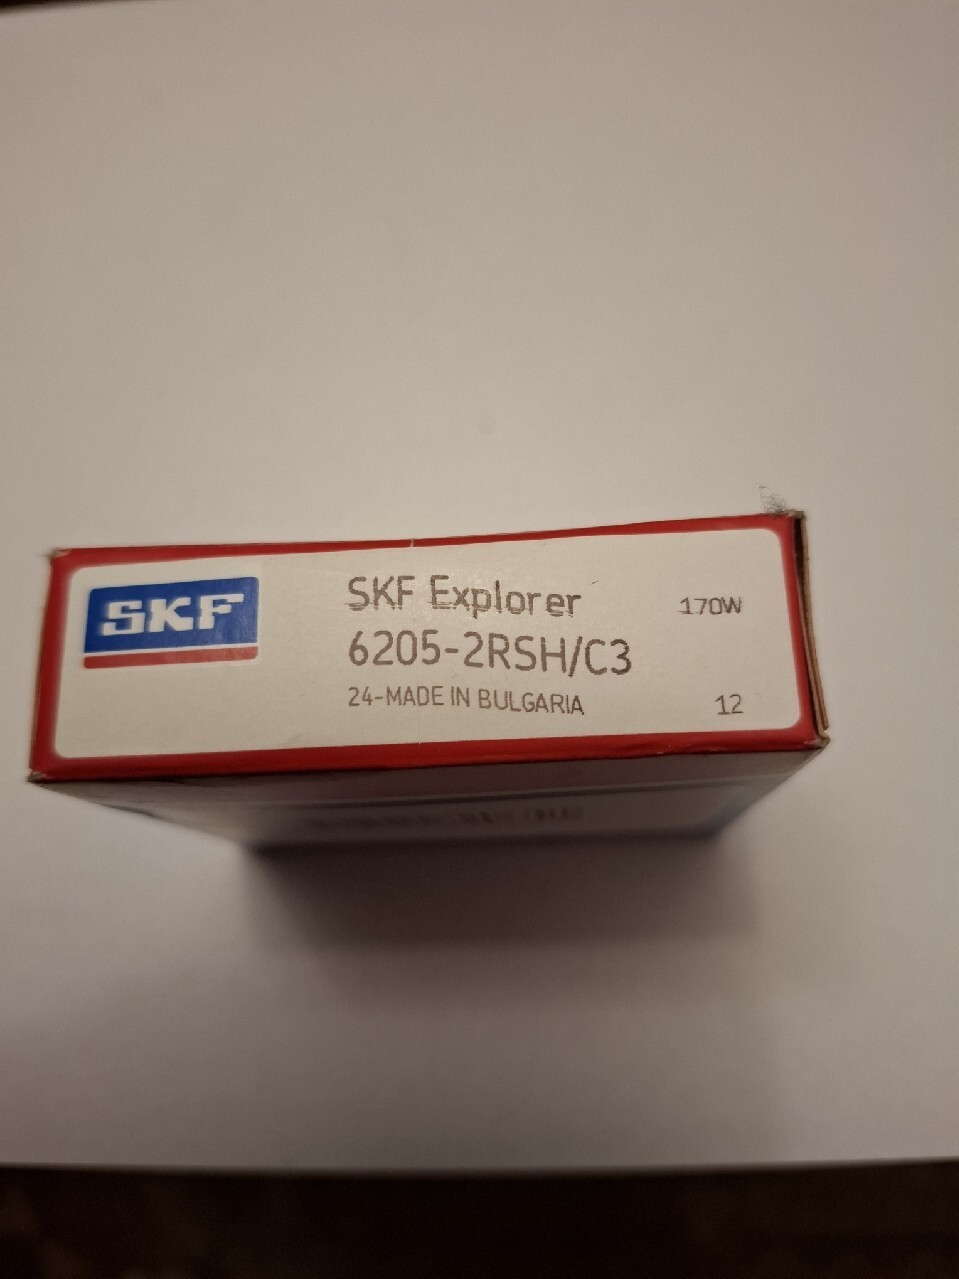 SKF
SKF Explorer
170W
6205-2RSH/C3
24-MADE IN BULGARIA
12